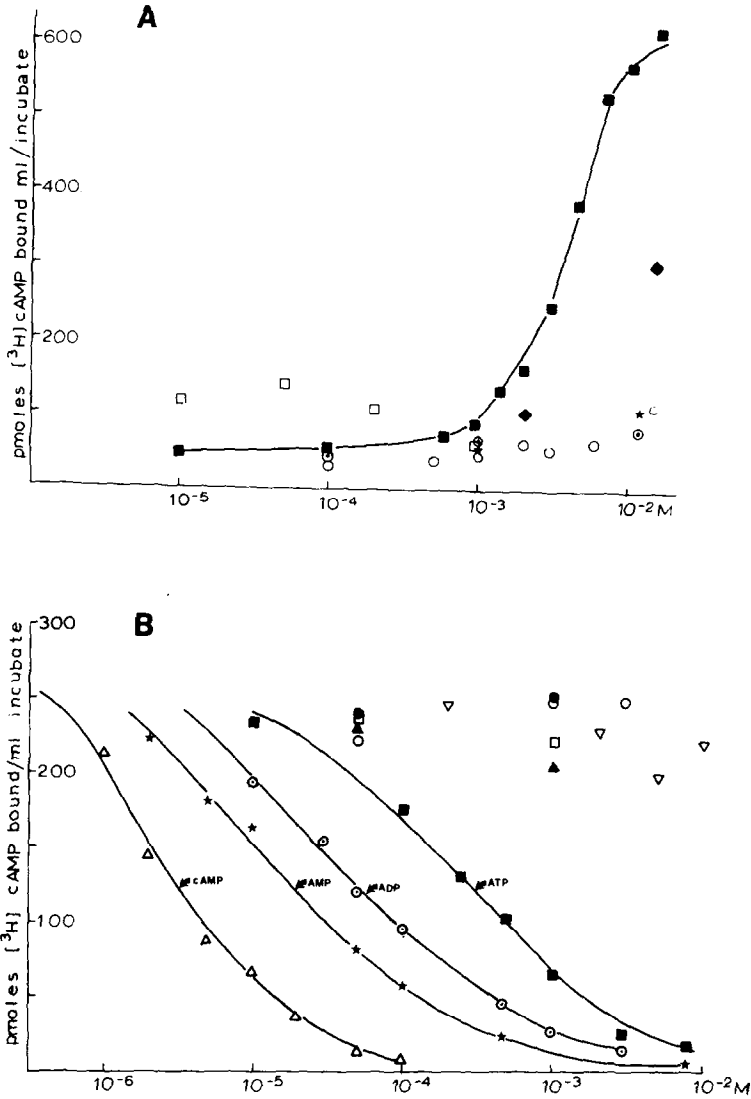 A
600
400
200
pmoles [³H] cAMP bound ml/incubate
10⁻⁵ 10⁻⁴ 10⁻³ 10⁻² M
c
B
300
200
100
pmoles [³H] cAMP bound/ml incubate
cAMP AMP ADP ATP
10⁻⁶ 10⁻⁵ 10⁻⁴ 10⁻³ 10⁻² M